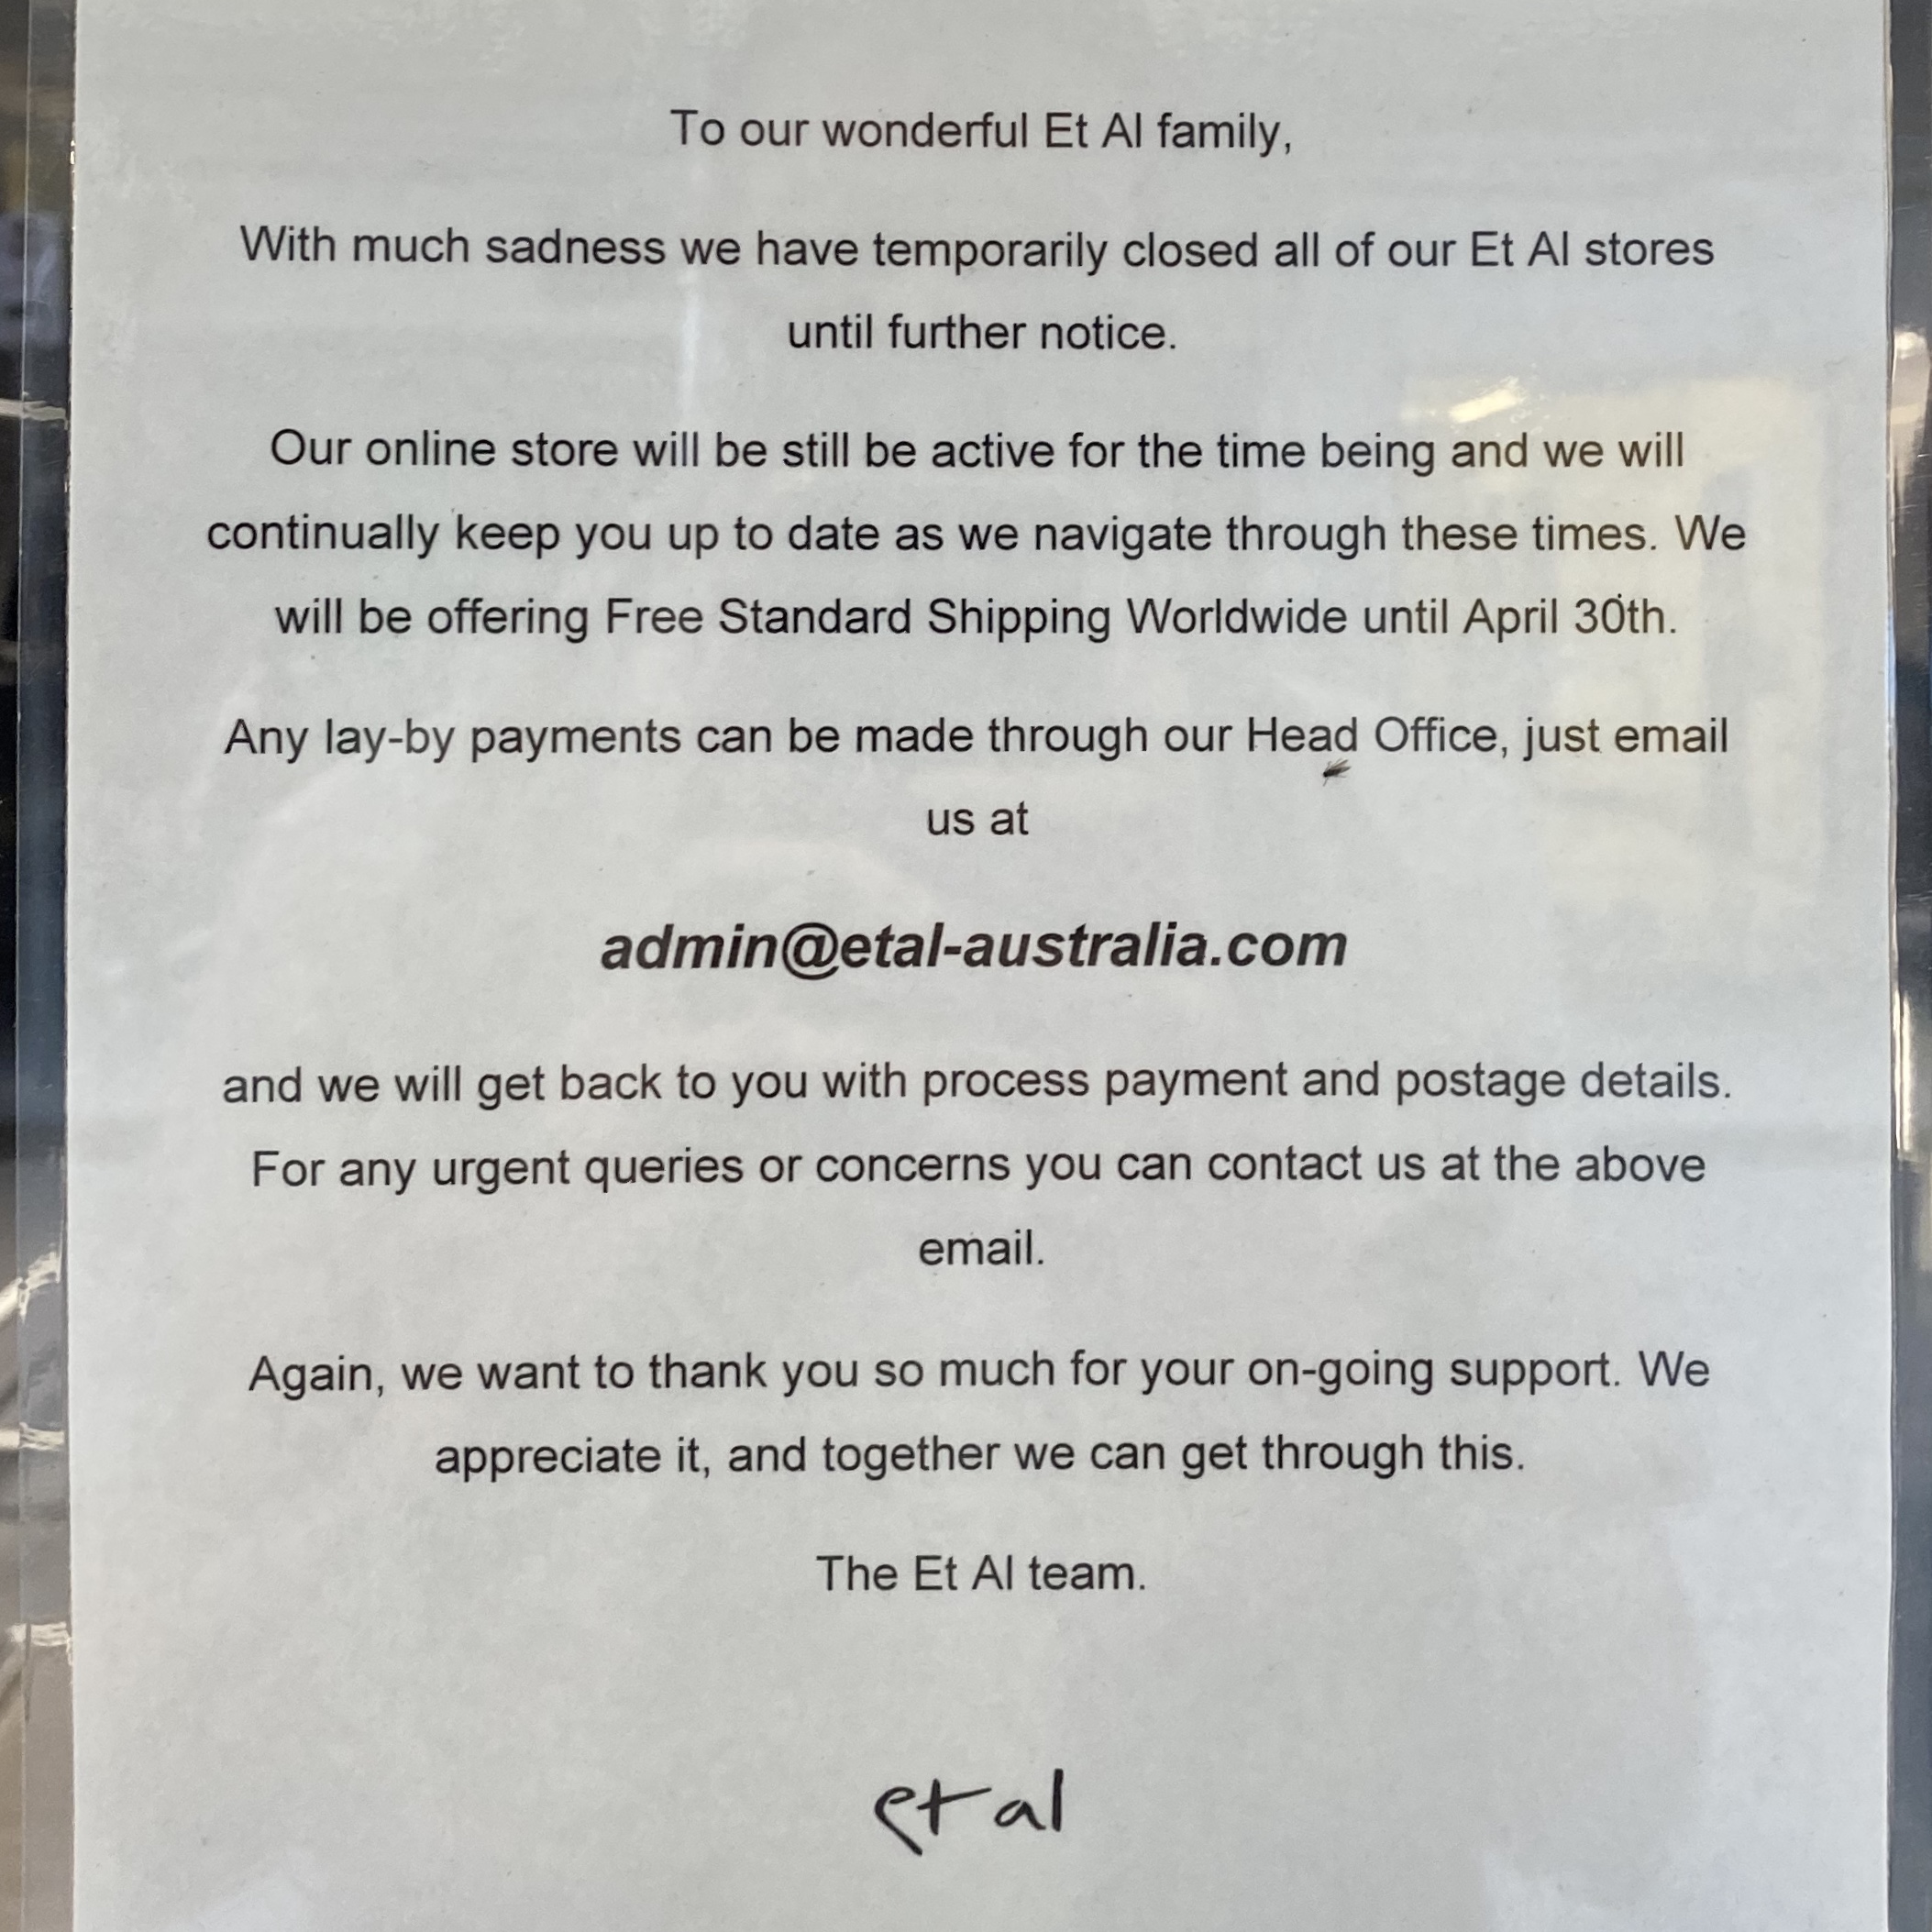 To our wonderful Et Al family,
With much sadness we have temporarily closed all of our Et Al stores
until further notice.
Our online store will be still be active for the time being and we will
continually keep you up to date as we navigate through these times. We
will be offering Free Standard Shipping Worldwide until April 30th.
Any lay-by payments can be made through our Head Office, just email
us at
admin@etal-australia.com
and we will get back to you with process payment and postage details.
For any urgent queries or concerns you can contact us at the above
email.
Again, we want to thank you so much for your on-going support. We
appreciate it, and together we can get through this.
The Et Al team.
et al